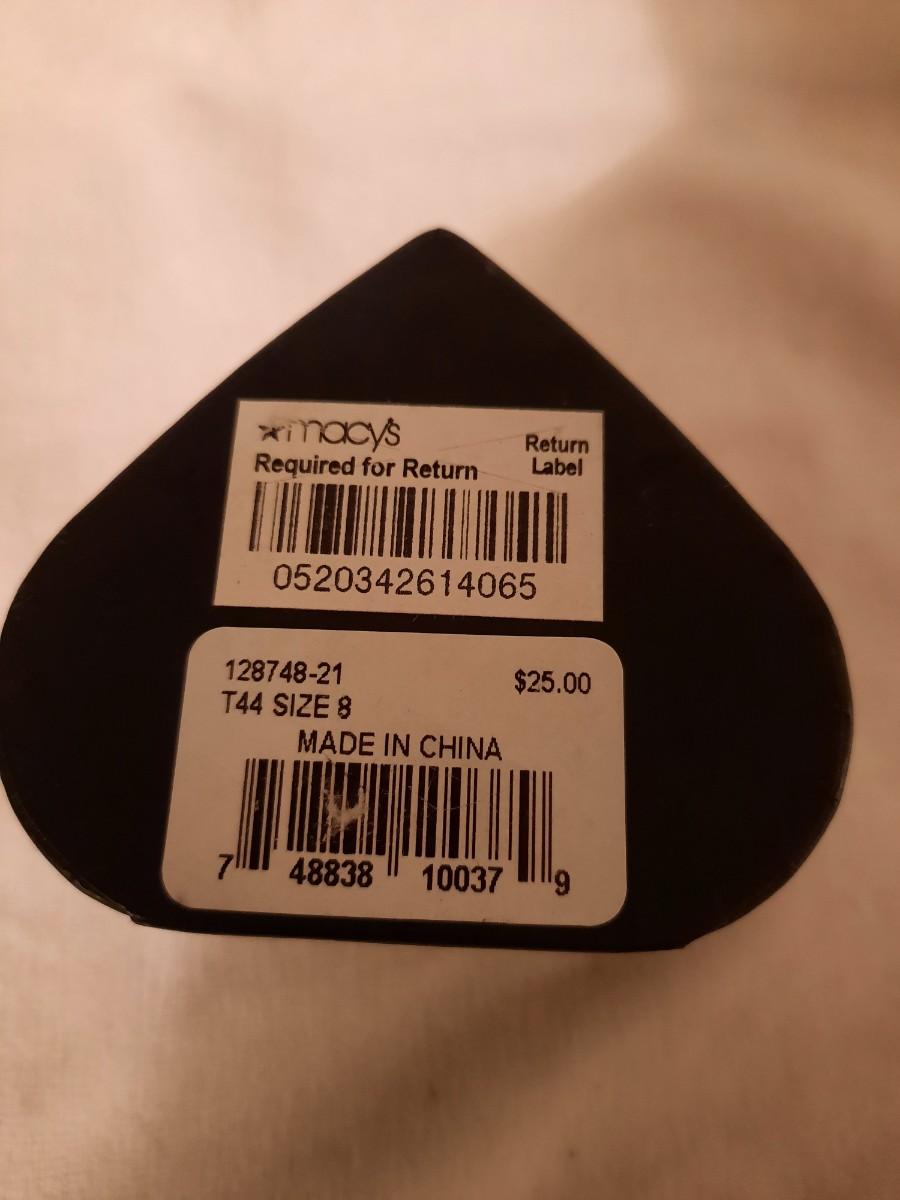 macy's
Return Label
Required for Return
0520342614065
128748-21 $25.00
T44 SIZE 8
MADE IN CHINA
7 48838 10037 9